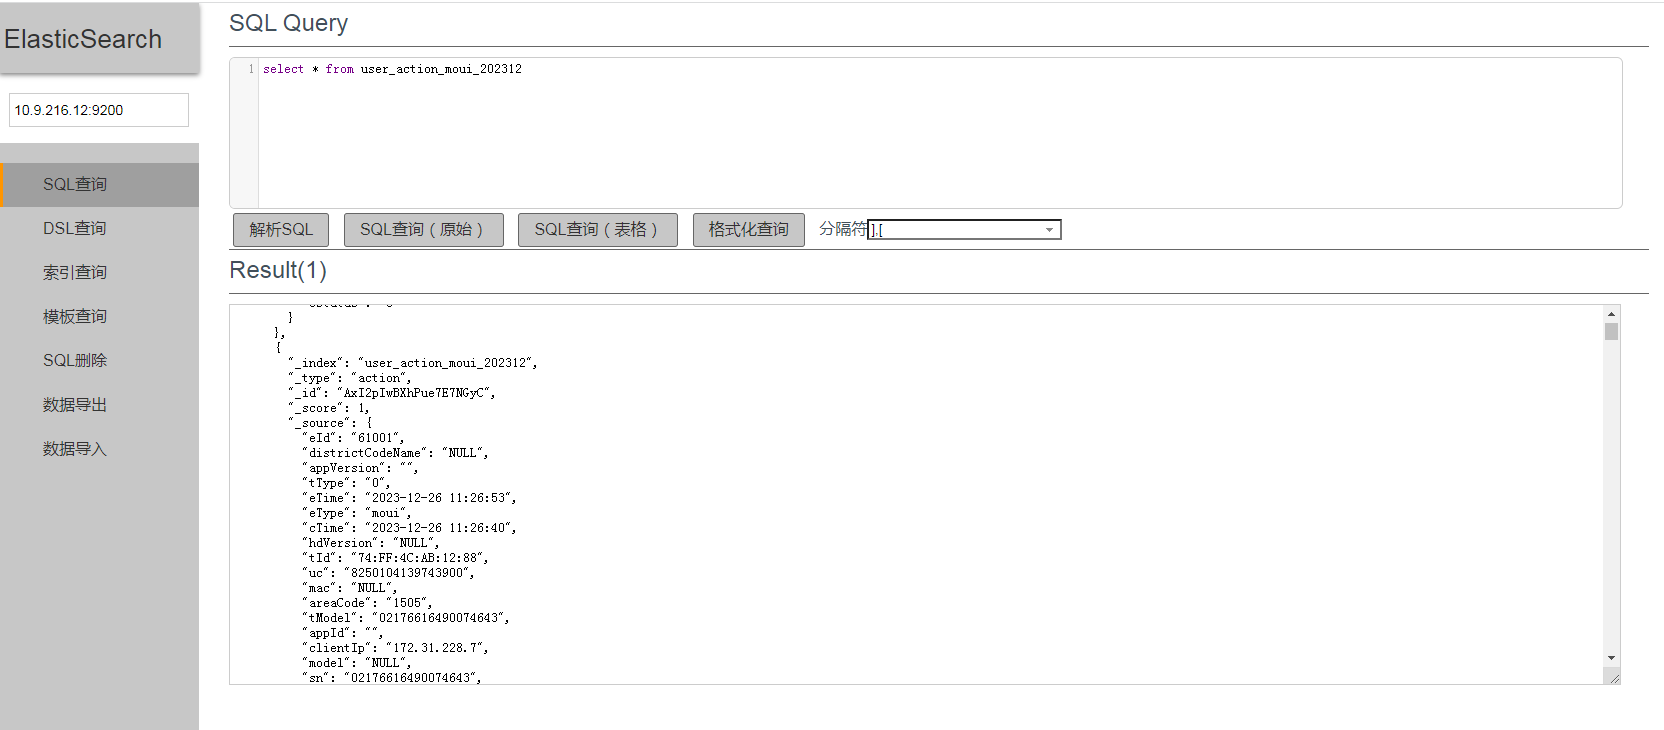 ElasticSearch
10.9.216.12:9200
SQL查询
DSL查询
索引查询
模板查询
SQL删除
数据导出
数据导入
SQL Query
1 select * from user_action_moui_202312
解析SQL SQL查询（原始） SQL查询（表格） 格式化查询 分隔符 ],[
Result(1)
}
},
{
"_index": "user_action_moui_202312",
"_type": "action",
"_id": "AxI2pIwBXhPue7E7NGyC",
"_score": 1,
"_source": {
"eId": "61001",
"districtCodeName": "NULL",
"appVersion": "",
"tType": "0",
"eTime": "2023-12-26 11:26:53",
"eType": "moui",
"cTime": "2023-12-26 11:26:40",
"hdVersion": "NULL",
"tId": "74:FF:4C:AB:12:88",
"uc": "8250104139743900",
"mac": "NULL",
"areaCode": "1505",
"tModel": "02176616490074643",
"appId": "",
"clientIp": "172.31.228.7",
"model": "NULL",
"sn": "02176616490074643",